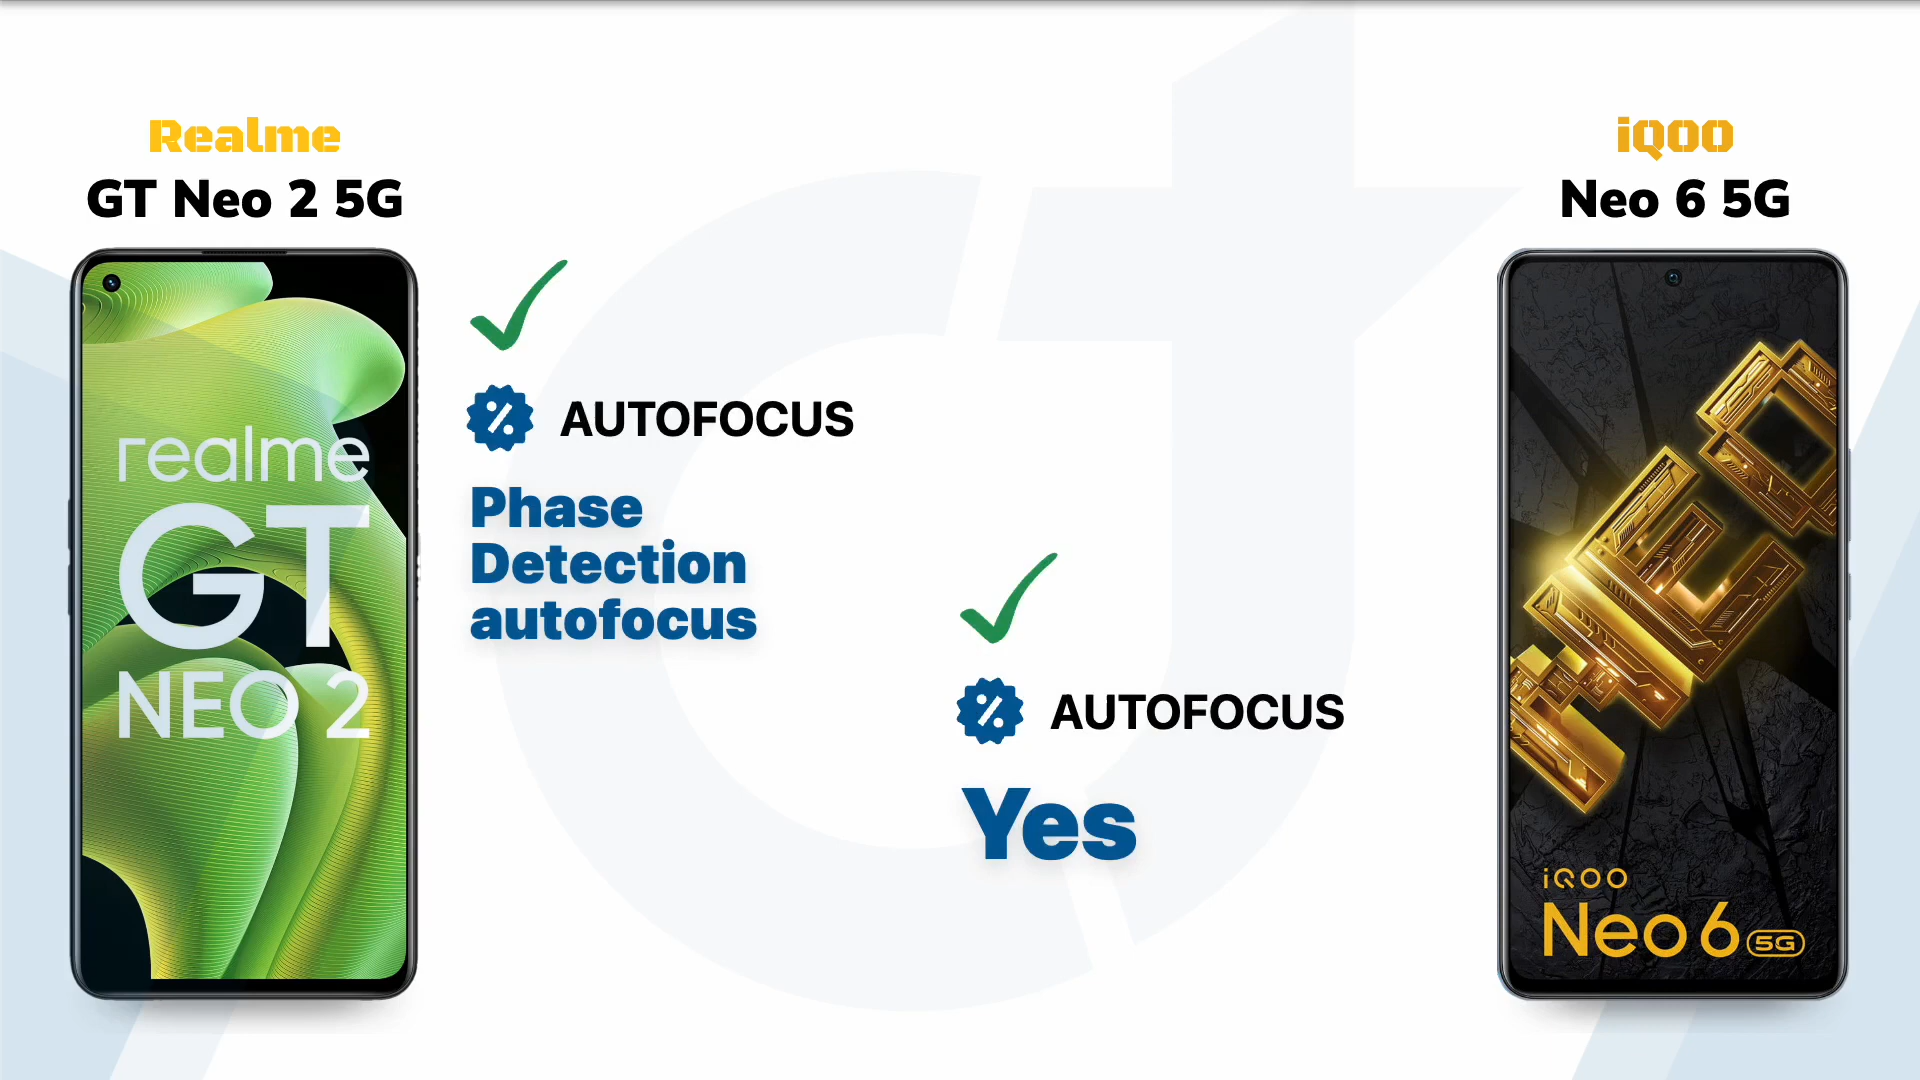 Realme
GT Neo 2 5G
iQOO
Neo 6 5G
AUTOFOCUS
Phase
Detection
autofocus
realme
GT
NEO 2
AUTOFOCUS
Yes
NEO
iQOO
Neo 6 5G